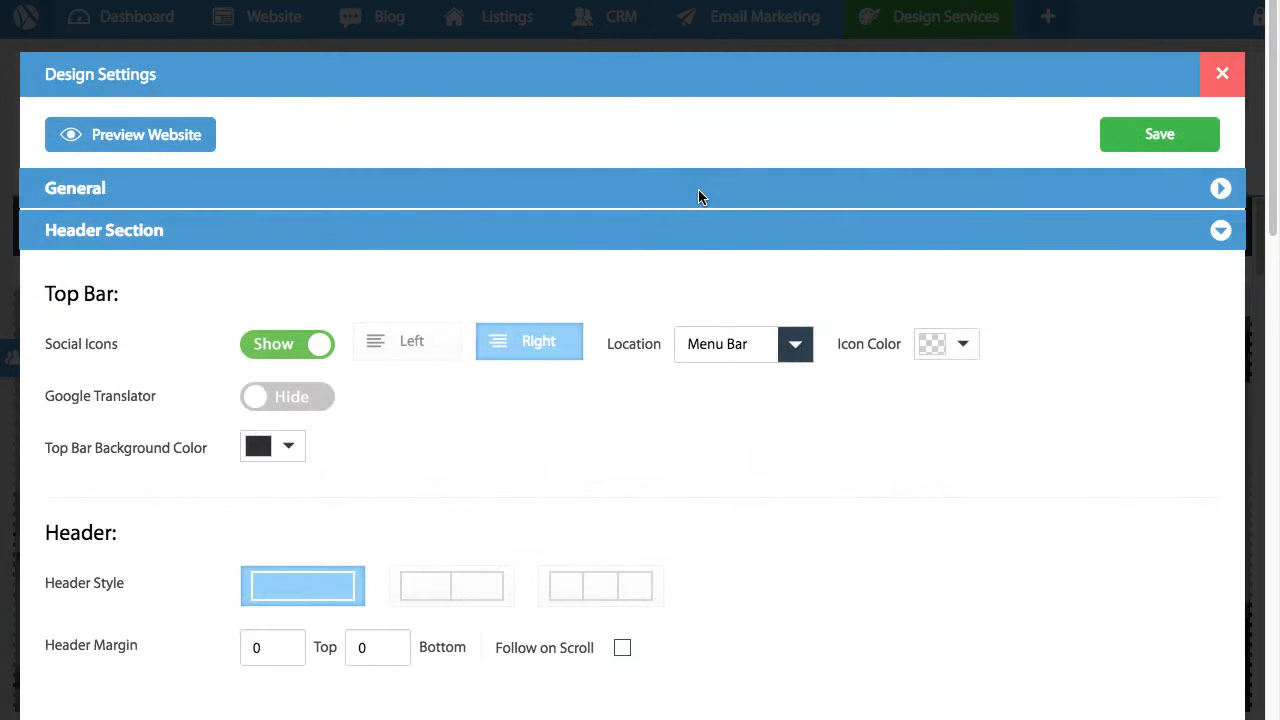 Dashboard Website Blog Listings CRM Email Marketing Design Services
Design Settings
Preview Website Save
General
Header Section
Top Bar:
Social Icons Show Left Right Location Menu Bar Icon Color
Google Translator Hide
Top Bar Background Color
Header:
Header Style
Header Margin 0 Top 0 Bottom Follow on Scroll